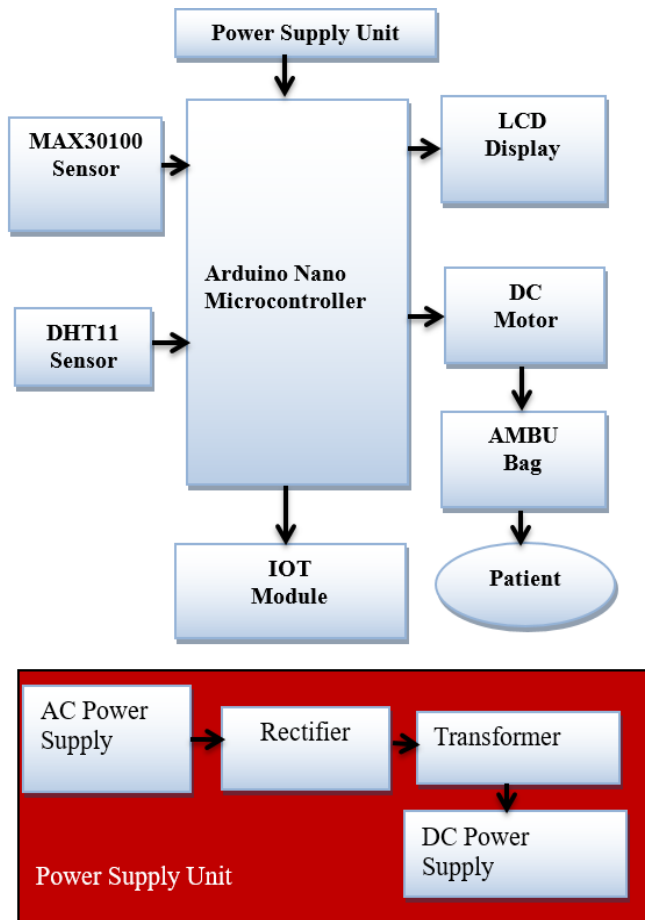 Power Supply Unit
MAX30100
Sensor
LCD
Display
Arduino Nano
Microcontroller
DHT11
Sensor
DC
Motor
AMBU
Bag
IOT
Module
Patient
AC Power
Supply
Rectifier
Transformer
DC Power
Supply
Power Supply Unit